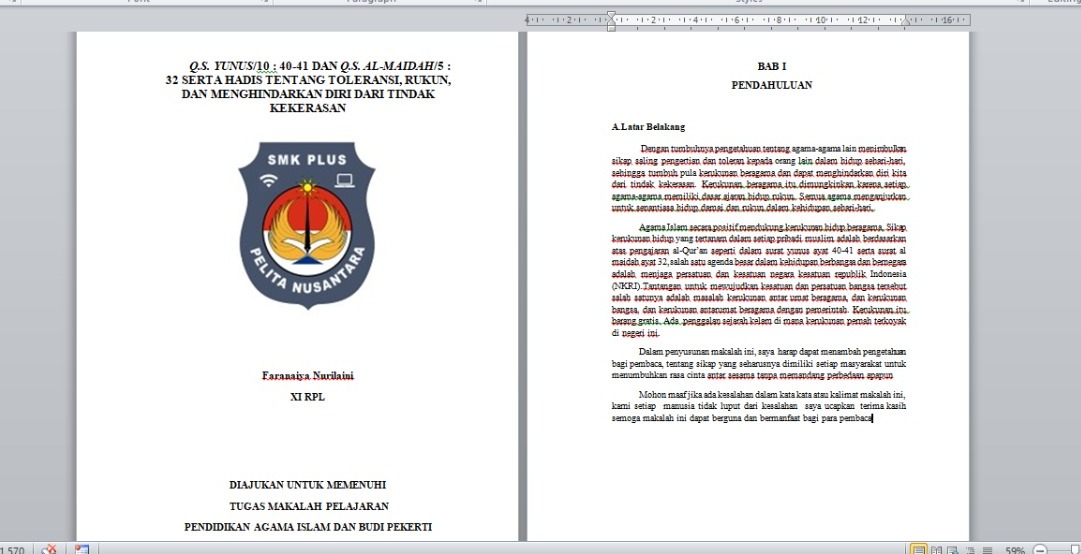 Font
Paragraph
Styles
Editing
4 2 2 4 6 8 10 12 16
Q.S. YUNUS/10 : 40-41 DAN Q.S. AL-MAIDAH/5 :
32 SERTA HADIS TENTANG TOLERANSI, RUKUN,
DAN MENGHINDARKAN DIRI DARI TINDAK
KEKERASAN
SMK PLUS
PELITA NUSANTARA
Faranaiya Nurilaini
XI RPL
DIAJUKAN UNTUK MEMENUHI
TUGAS MAKALAH PELAJARAN
PENDIDIKAN AGAMA ISLAM DAN BUDI PEKERTI
BAB I
PENDAHULUAN
A.Latar Belakang
Dengan tumbuhnya pengetahuan tentang agama-agama lain menimbulkan
sikap saling pengertian dan toleran kepada orang lain dalam hidup sehari-hari,
sehingga tumbuh pula kerukunan beragama dan dapat menghindarkan diri kita
dari tindak kekerasan. Kerukunan beragama itu dimungkinkan karena setiap
agama-agama memiliki dasar ajaran hidup rukun. Semua agama menganjurkan
untuk senantiasa hidup damai dan rukun dalam kehidupan sehari-hari.
Agama Islam secara positif mendukung kerukunan hidup beragama. Sikap
kerukunan hidup yang tertanam dalam setiap pribadi muslim adalah berdasarkan
atas pengajaran al-Qur'an seperti dalam surat yunus ayat 40-41 serta surat al
maidah ayat 32,salah satu agenda besar dalam kehidupan berbangsa dan bernegara
adalah menjaga persatuan dan kesatuan negara kesatuan republik Indonesia
(NKRI).Tantangan untuk mewujudkan kesatuan dan persatuan bangsa tersebut
salah satunya adalah masalah kerukunan antar umat beragama, dan kerukunan
bangsa, dan kerukunan antarumat beragama dengan pemerintah. Kerukunan itu
barang gratis. Ada penggalan sejarah kelam di mana kerukunan pernah terkoyak
di negeri ini.
Dalam penyusunan makalah ini, saya harap dapat menambah pengetahuan
bagi pembaca, tentang sikap yang seharusnya dimiliki setiap masyarakat untuk
menumbuhkan rasa cinta antar sesama tanpa memandang perbedaan apapun
Mohon maaf jika ada kesalahan dalam kata kata atau kalimat makalah ini,
kami setiap manusia tidak luput dari kesalahan saya ucapkan terima kasih
semoga makalah ini dapat berguna dan bermanfaat bagi para pembaca
1,570
59%